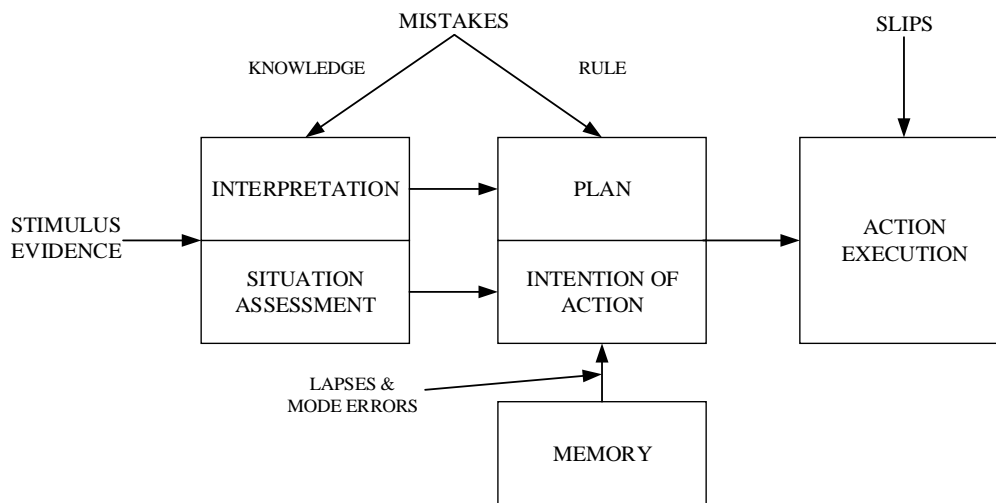 MISTAKES
SLIPS
KNOWLEDGE
RULE
INTERPRETATION
PLAN
STIMULUS
EVIDENCE
ACTION
EXECUTION
SITUATION
ASSESSMENT
INTENTION OF
ACTION
LAPSES &
MODE ERRORS
MEMORY